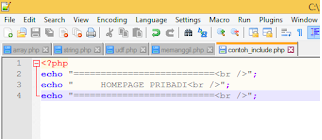 C:\
File Edit Search View Encoding Language Settings Macro Run Plugins Window
array.php string.php udf.php memanggil.php contoh_include.php
1 <?php
2 echo "===========================<br />";
3 echo " HOMEPAGE PRIBADI<br />";
4 echo "===========================<br />";